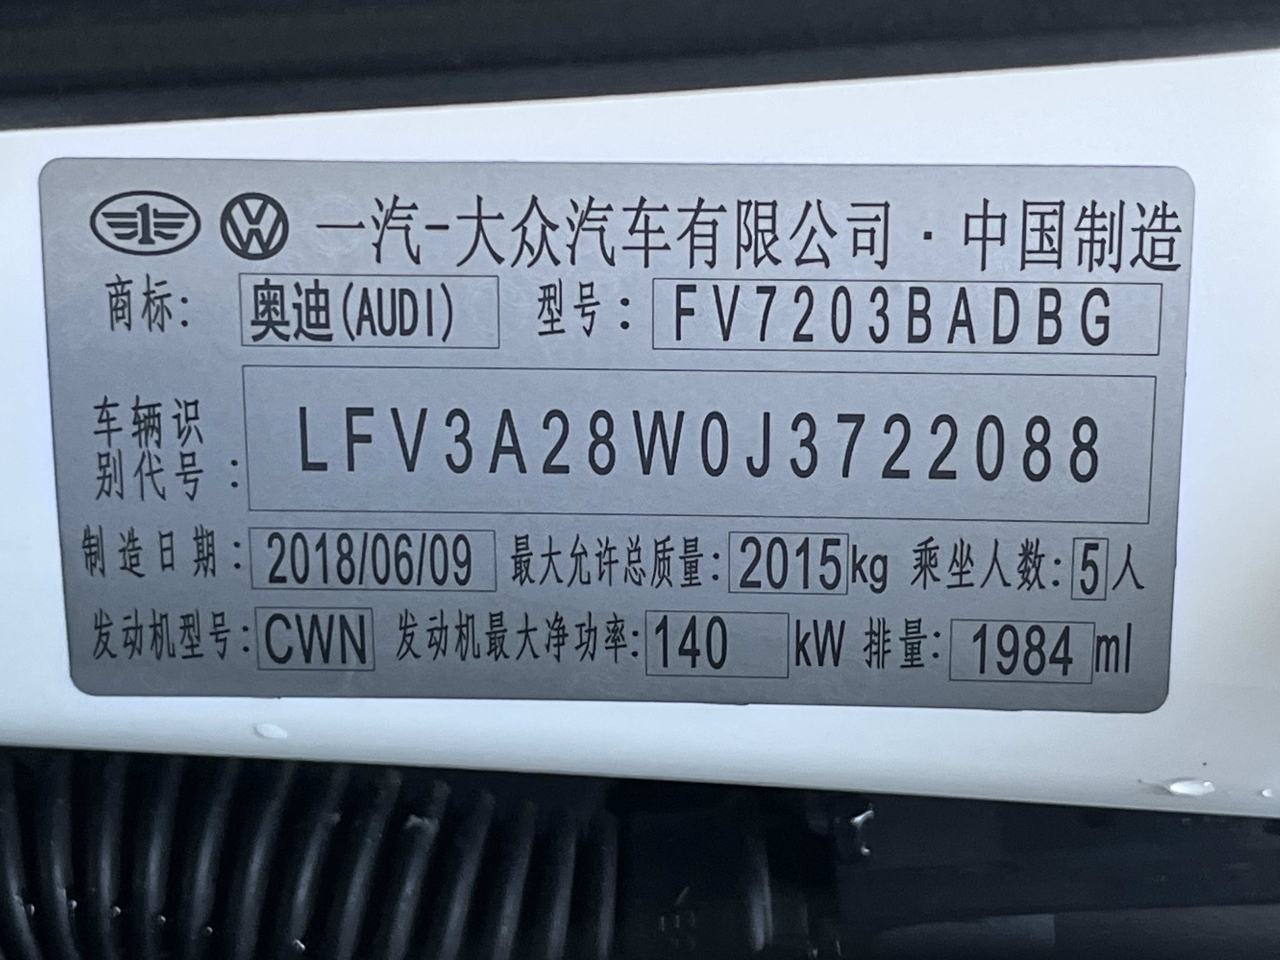 一汽-大众汽车有限公司·中国制造
商标: 奥迪(AUDI) 型号: FV7203BADBG
车辆识
别代号: LFV3A28W0J3722088
制造日期: 2018/06/09 最大允许总质量: 2015kg 乘坐人数: 5人
发动机型号: CWN 发动机最大净功率: 140 kW 排量: 1984 ml